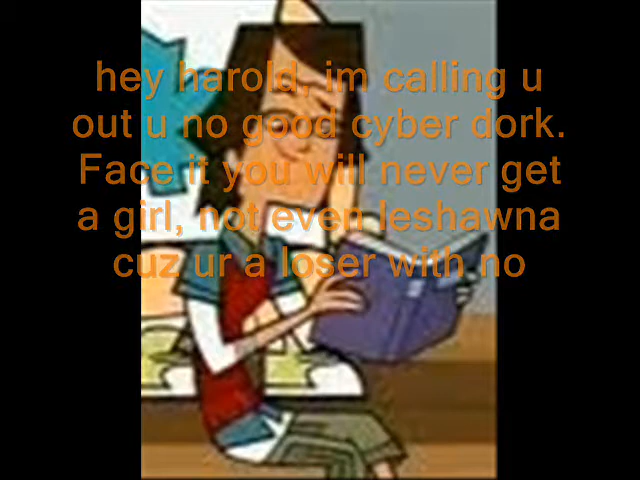 hey harold, im calling u
out u no good cyber dork.
Face it you will never get
a girl, not even leshawna
cuz ur a loser with no